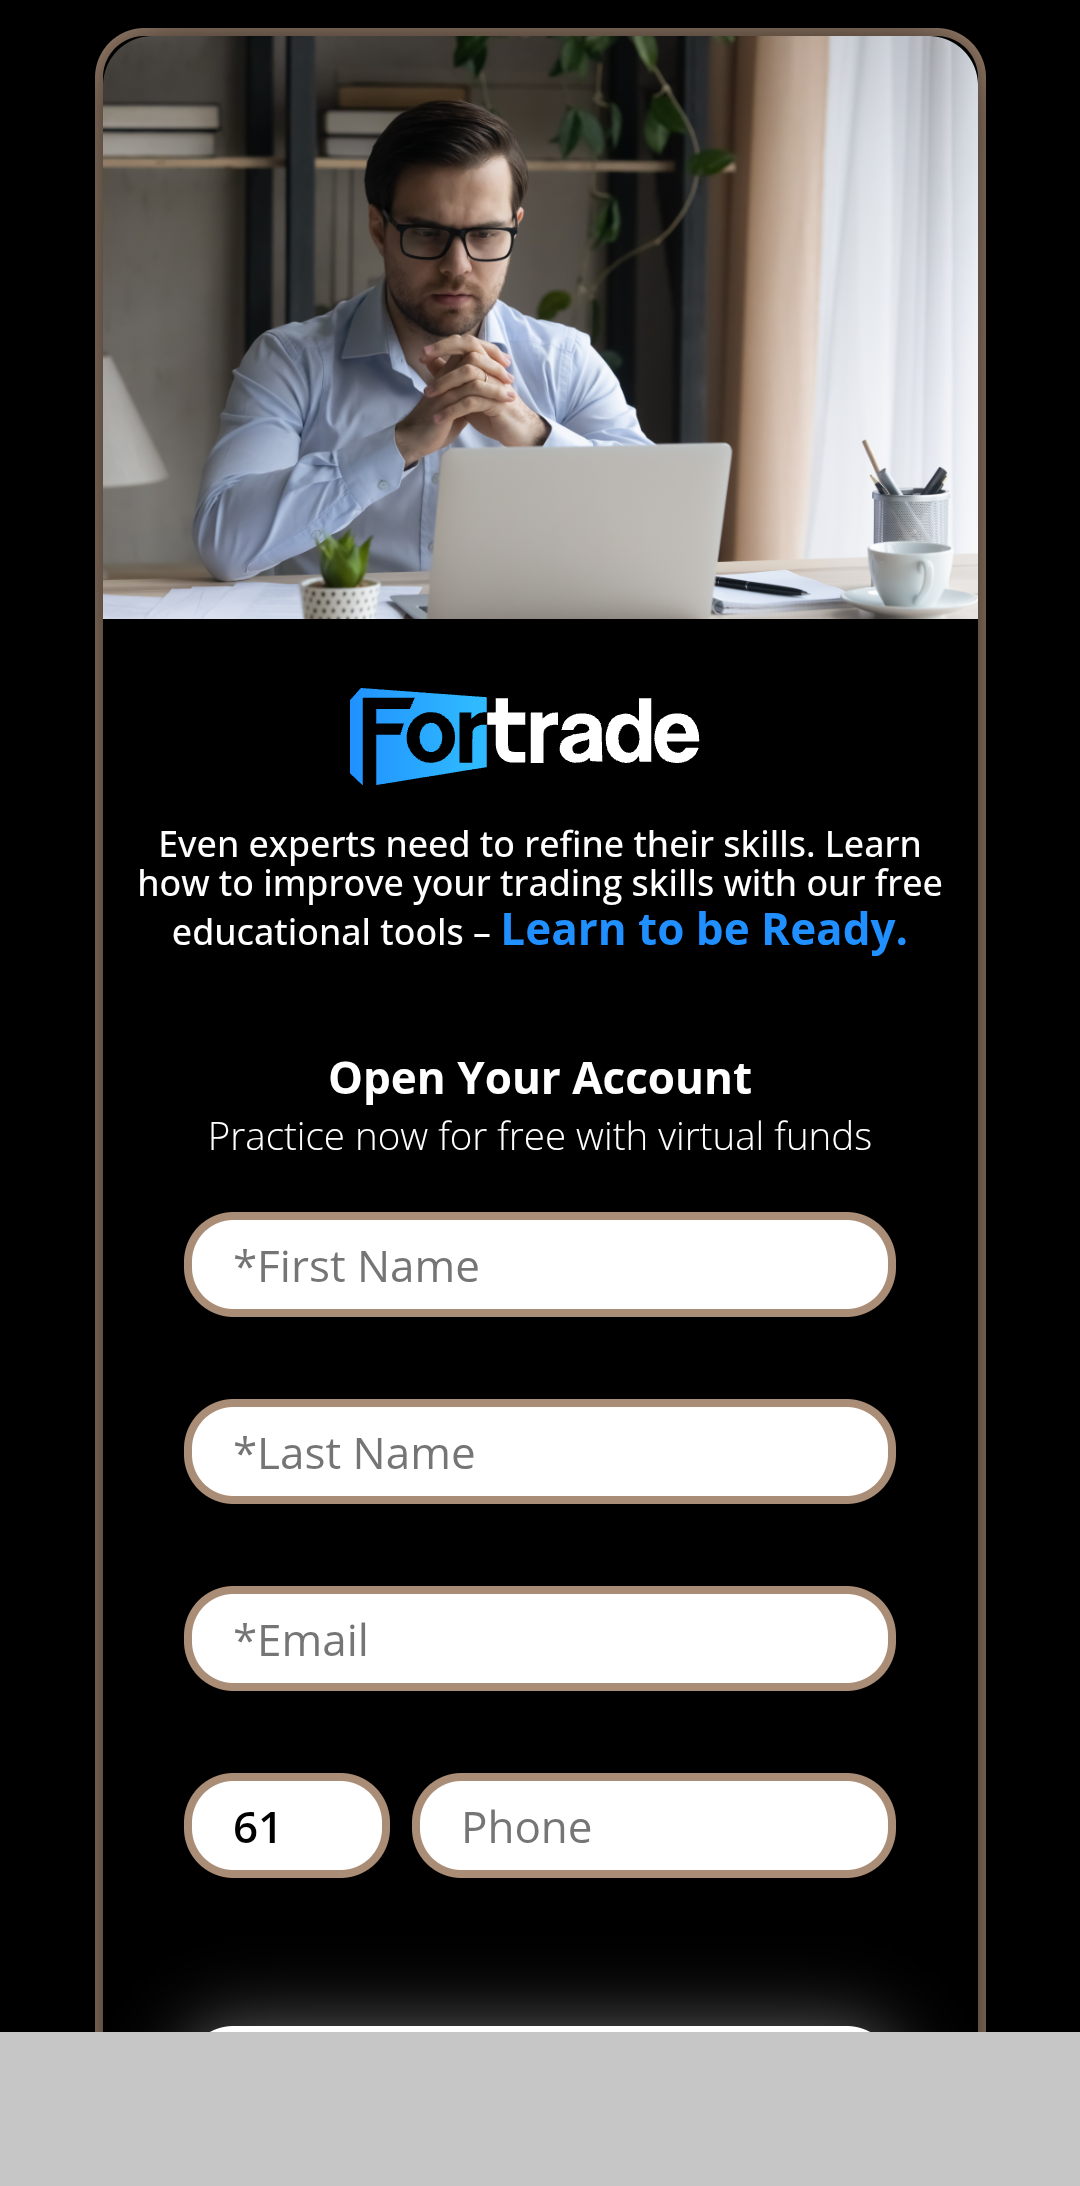 Fortrade
Even experts need to refine their skills. Learn
how to improve your trading skills with our free
educational tools – Learn to be Ready.
Open Your Account
Practice now for free with virtual funds
*First Name
*Last Name
*Email
61 Phone